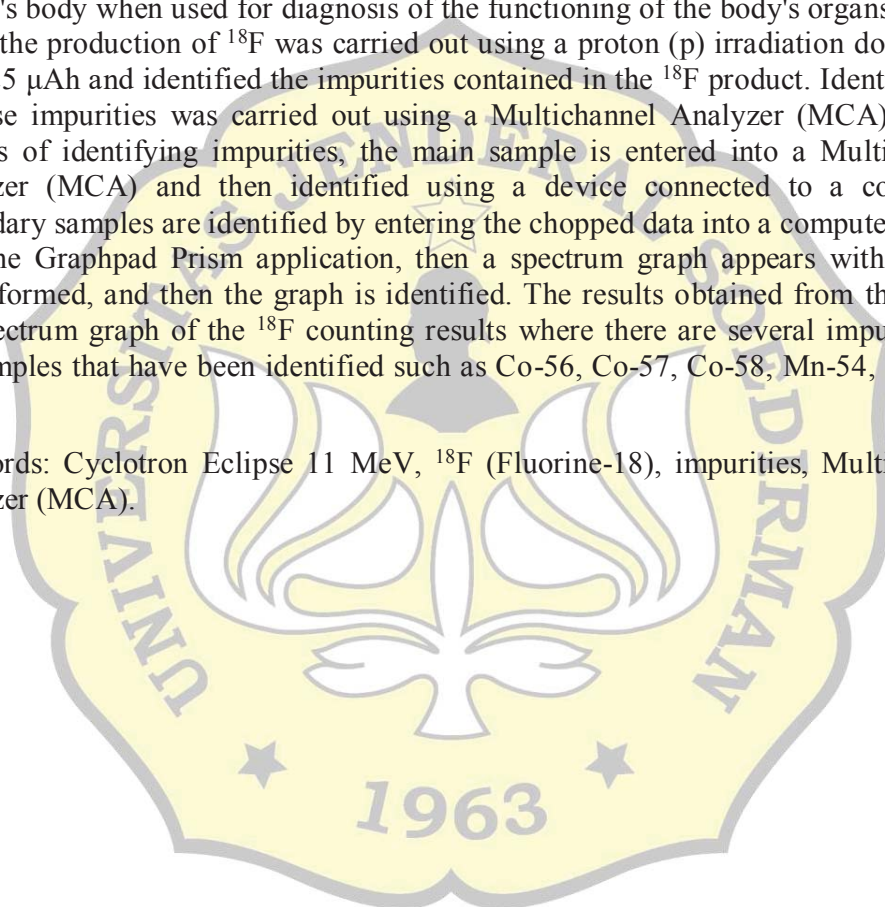 's body when used for diagnosis of the functioning of the body's organs
the production of ¹⁸F was carried out using a proton (p) irradiation do
5 μAh and identified the impurities contained in the ¹⁸F product. Ident
se impurities was carried out using a Multichannel Analyzer (MCA)
s of identifying impurities, the main sample is entered into a Multi
zer (MCA) and then identified using a device connected to a co
dary samples are identified by entering the chopped data into a compute
ne Graphpad Prism application, then a spectrum graph appears with
formed, and then the graph is identified. The results obtained from th
ectrum graph of the ¹⁸F counting results where there are several impu
mples that have been identified such as Co-56, Co-57, Co-58, Mn-54,
ords: Cyclotron Eclipse 11 MeV, ¹⁸F (Fluorine-18), impurities, Multi
zer (MCA).
UNIVERSITAS JENDERAL SOEDIRMAN
1963